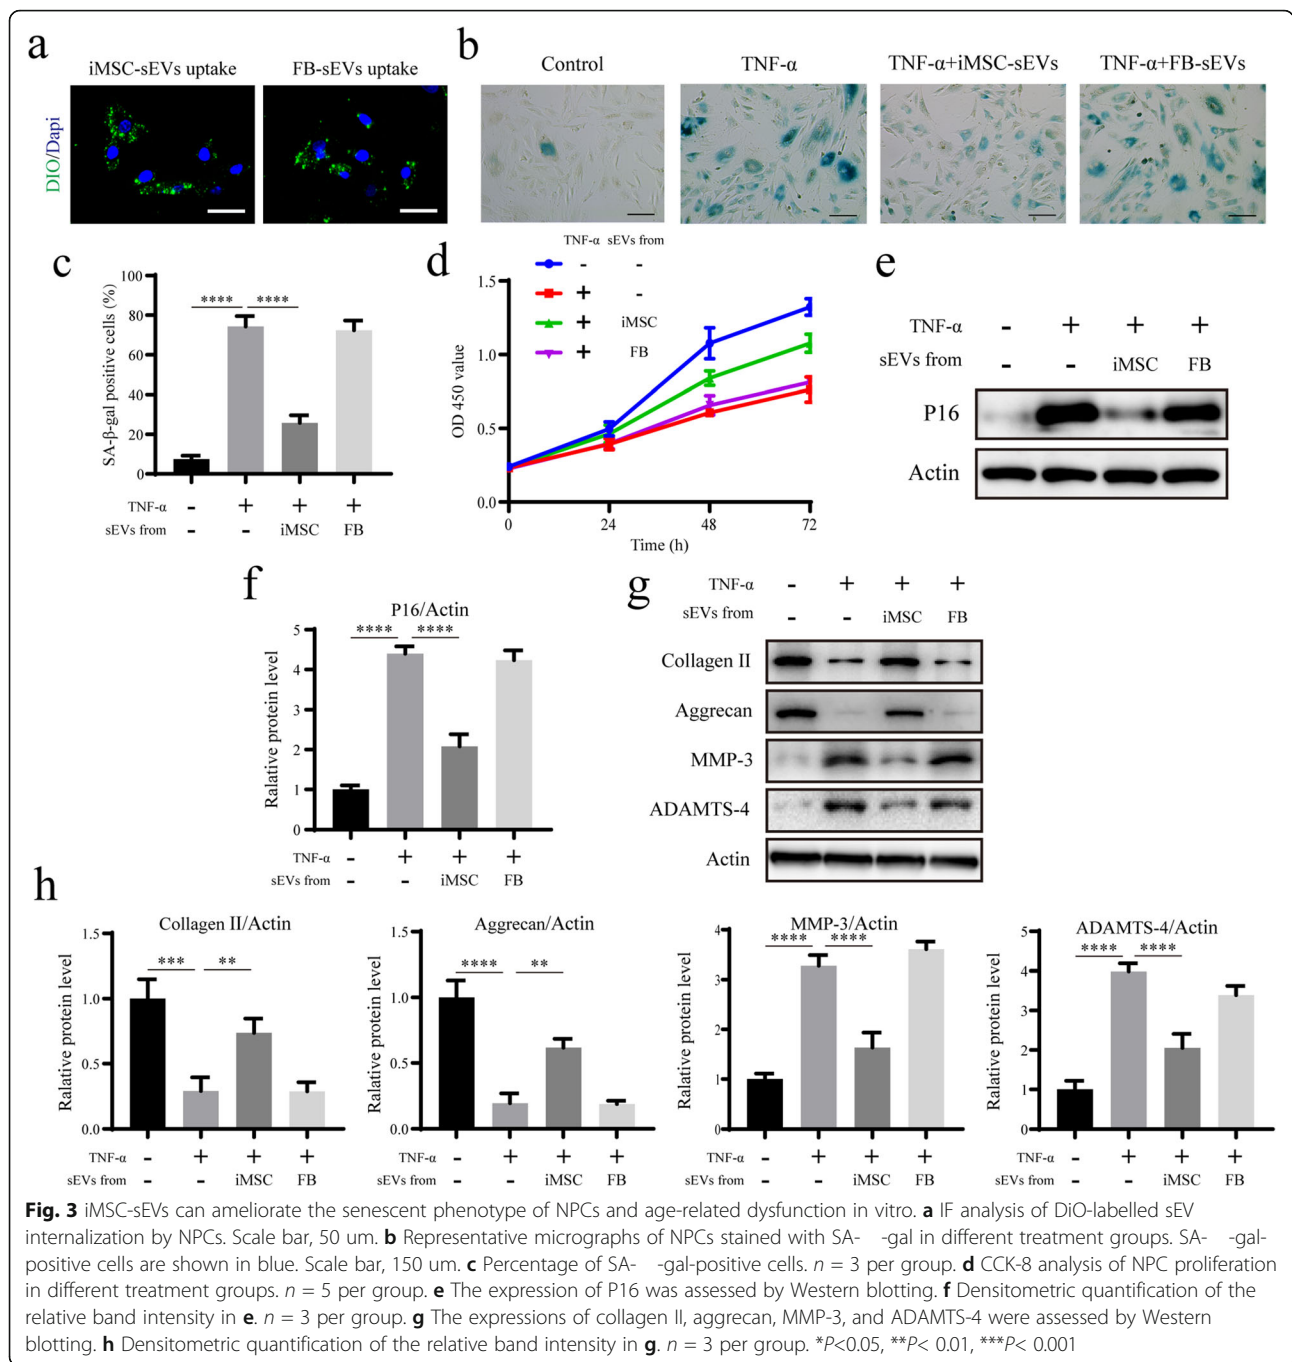 a
iMSC-sEVs uptake
FB-sEVs uptake
DIO/Dapi
b
Control
TNF-α
TNF-α+iMSC-sEVs
TNF-α+FB-sEVs
c
SA-β-gal positive cells (%)
100
80
60
40
20
0
**** ****
TNF-α - + + +
sEVs from - - iMSC FB
d
TNF-α sEVs from
- -
+ -
+ iMSC
+ FB
OD 450 value
1.5
1.0
0.5
0.0
0 24 48 72
Time (h)
e
TNF-α - + + +
sEVs from - - iMSC FB
P16
Actin
f
P16/Actin
Ralative protein level
5
4
3
2
1
0
**** ****
TNF-α - + + +
sEVs from - - iMSC FB
g
TNF-α - + + +
sEVs from - - iMSC FB
Collagen II
Aggrecan
MMP-3
ADAMTS-4
Actin
h
Collagen II/Actin
Ralative protein level
1.5
1.0
0.5
0.0
*** **
TNF-α - + + +
sEVs from - - iMSC FB
Aggrecan/Actin
Ralative protein level
1.5
1.0
0.5
0.0
**** **
TNF-α - + + +
sEVs from - - iMSC FB
MMP-3/Actin
Ralative protein level
4
3
2
1
0
**** ****
TNF-α - + + +
sEVs from - - iMSC FB
ADAMTS-4/Actin
Ralative protein level
5
4
3
2
1
0
**** ****
TNF-α - + + +
sEVs from - - iMSC FB
Fig. 3 iMSC-sEVs can ameliorate the senescent phenotype of NPCs and age-related dysfunction in vitro. a IF analysis of DiO-labelled sEV
internalization by NPCs. Scale bar, 50 um. b Representative micrographs of NPCs stained with SA- -gal in different treatment groups. SA- -gal-
positive cells are shown in blue. Scale bar, 150 um. c Percentage of SA- -gal-positive cells. n = 3 per group. d CCK-8 analysis of NPC proliferation
in different treatment groups. n = 5 per group. e The expression of P16 was assessed by Western blotting. f Densitometric quantification of the
relative band intensity in e. n = 3 per group. g The expressions of collagen II, aggrecan, MMP-3, and ADAMTS-4 were assessed by Western
blotting. h Densitometric quantification of the relative band intensity in g. n = 3 per group. *P<0.05, **P< 0.01, ***P< 0.001